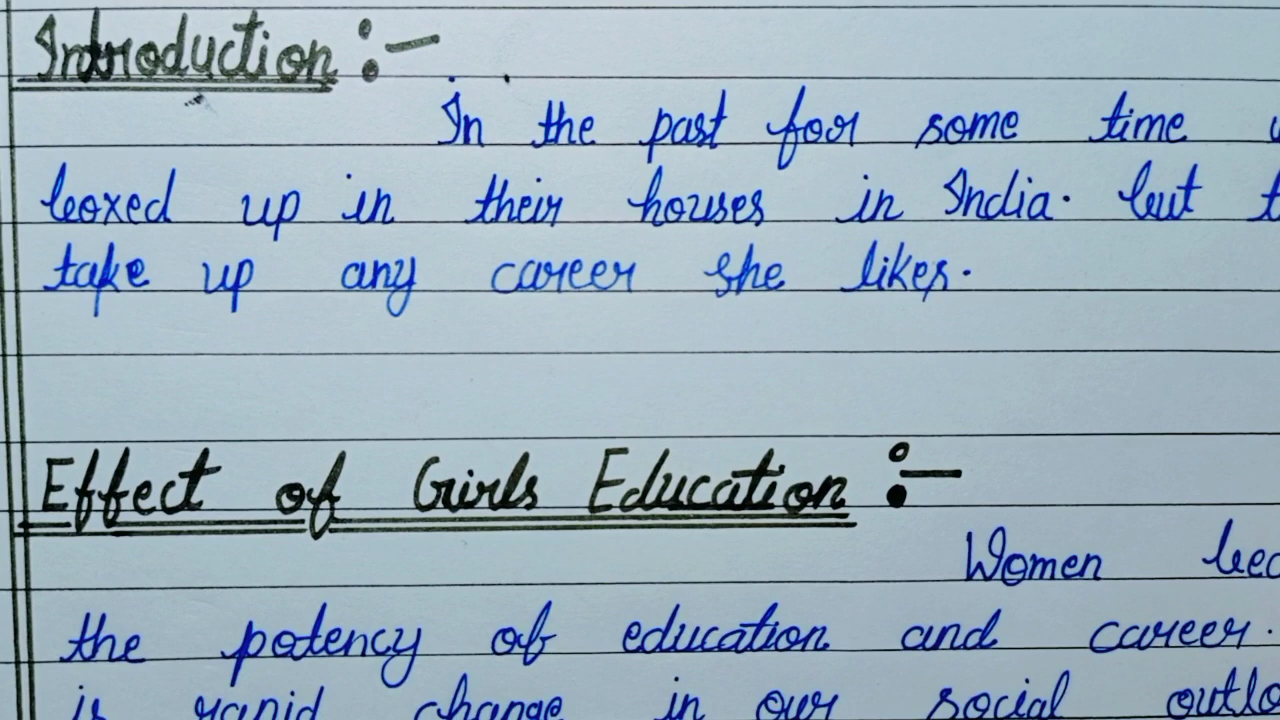 Introduction :-
In the past for some time
boxed up in their houses in India. but
take up any career she likes.
Effect of Girls Education :-
Women
the potency of education and career.
is rapid change in our social